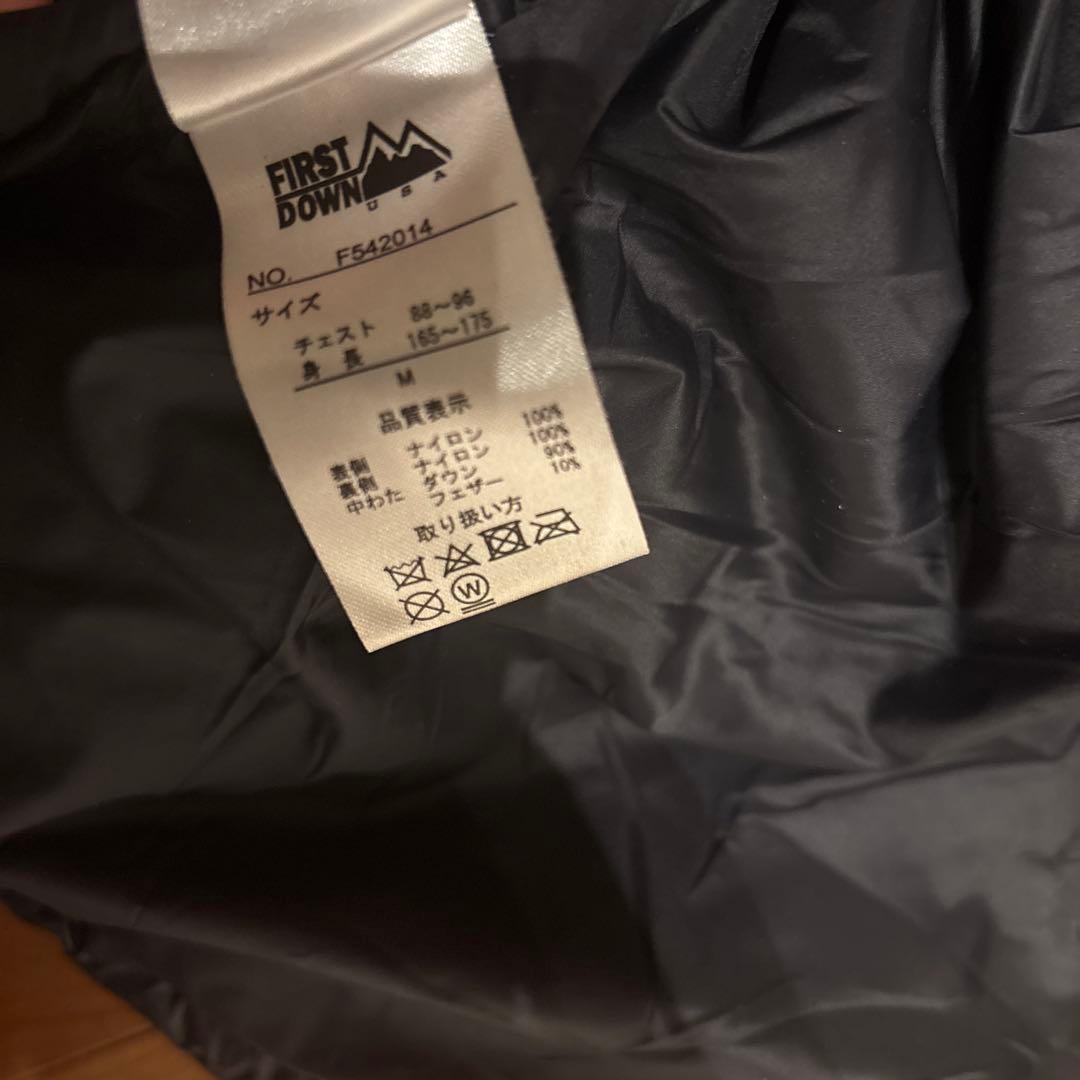 FIRST
DOWN
USA
NO. F542014
サイズ
チェスト 88～96
身長 165～175
M
品質表示
表側 ナイロン 100%
裏側 ナイロン 100%
中わた ダウン 90%
フェザー 10%
取り扱い方
W